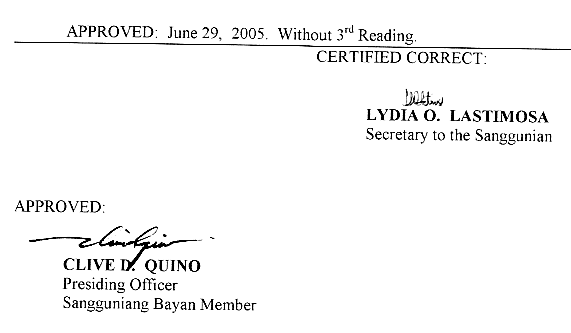 APPROVED: June 29, 2005. Without 3rd Reading.
CERTIFIED CORRECT:
LYDIA O. LASTIMOSA
Secretary to the Sanggunian
APPROVED:
CLIVE D. QUINO
Presiding Officer
Sangguniang Bayan Member